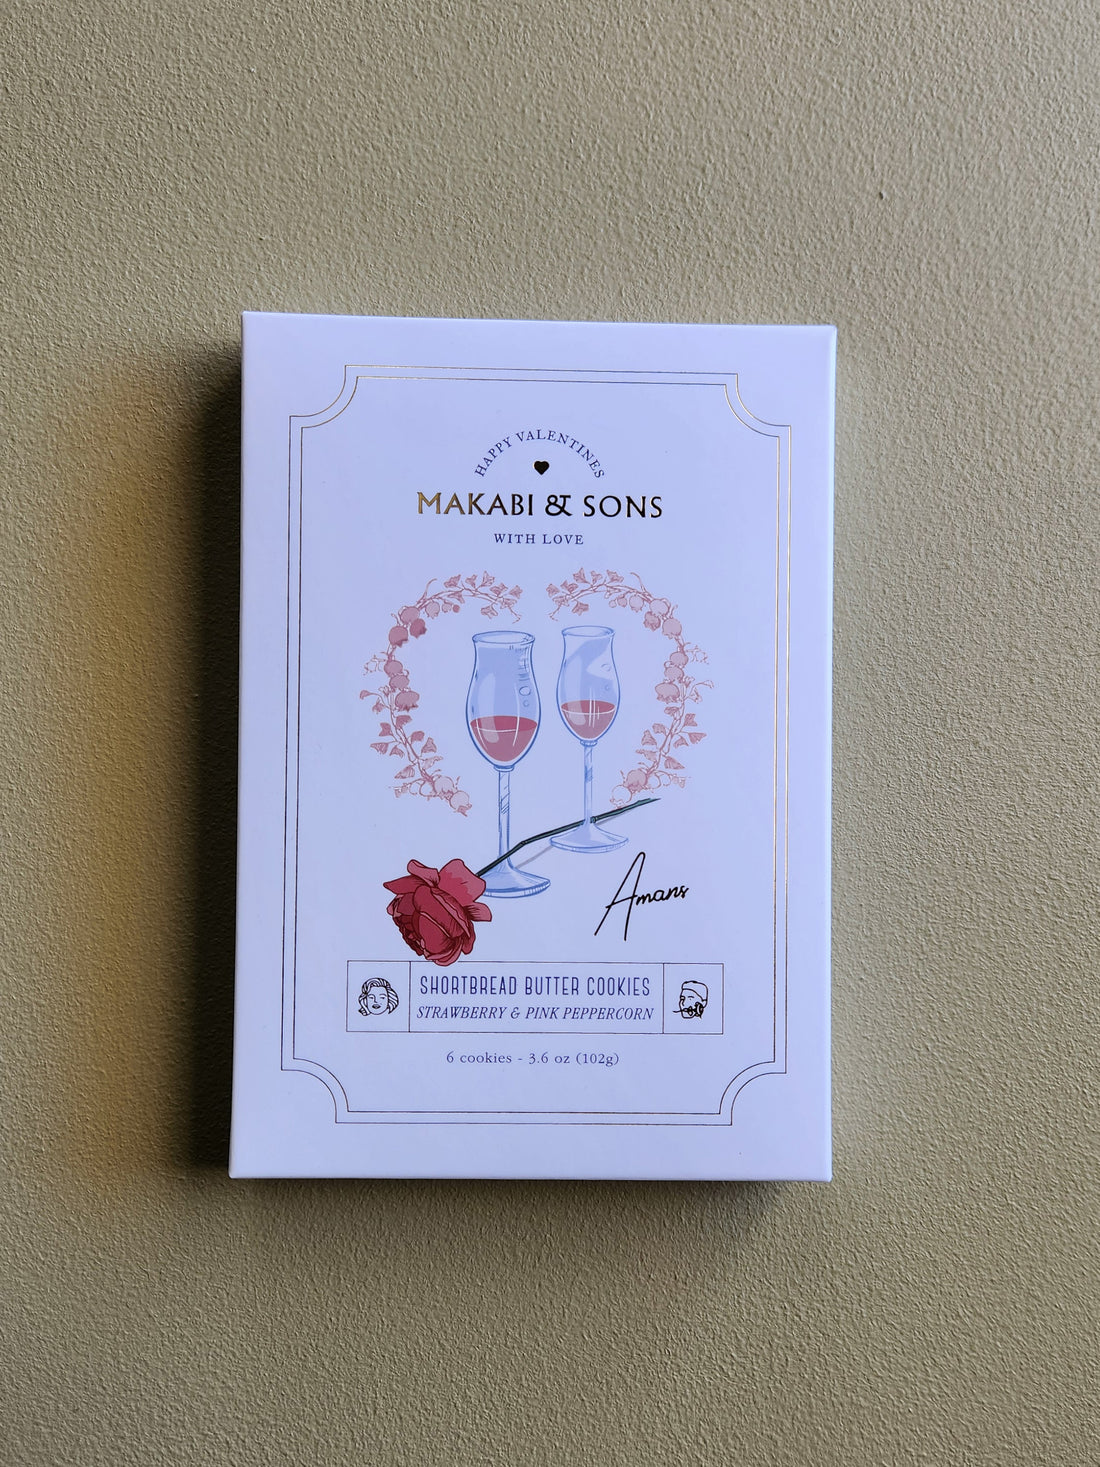 HAPPY VALENTINES
MAKABI & SONS
WITH LOVE
Amans
SHORTBREAD BUTTER COOKIES
STRAWBERRY & PINK PEPPERCORN
6 cookies - 3.6 oz (102g)